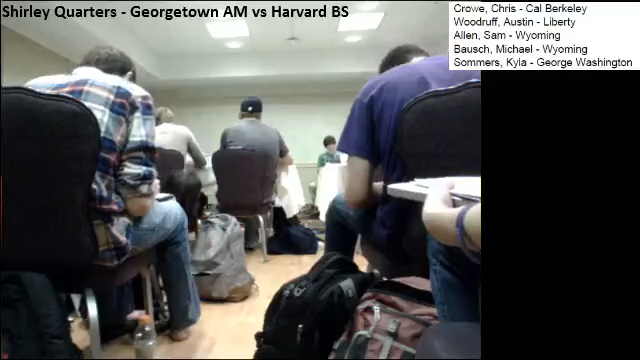 Shirley Quarters - Georgetown AM vs Harvard BS
Crowe, Chris - Cal Berkeley
Woodruff, Austin - Liberty
Allen, Sam - Wyoming
Bausch, Michael - Wyoming
Sommers, Kyla - George Washington